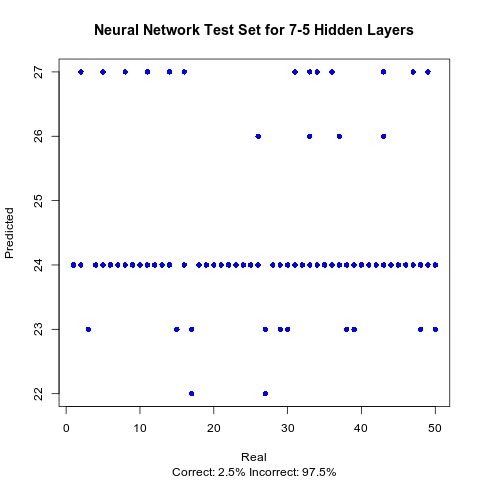 Neural Network Test Set for 7-5 Hidden Layers
27
26
25
24
23
22
Predicted
0 10 20 30 40 50
Real
Correct: 2.5% Incorrect: 97.5%